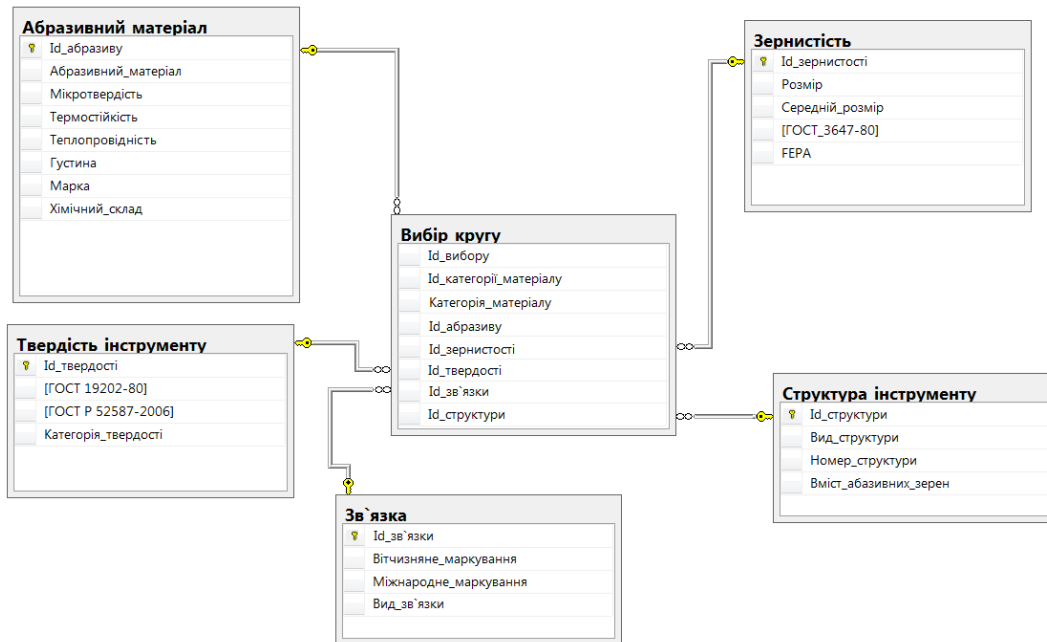 Абразивний матеріал
Id_абразиву
Абразивний_матеріал
Мікротвердість
Термостійкість
Теплопровідність
Густина
Марка
Хімічний_склад
Зернистість
Id_зернистості
Розмір
Середній_розмір
[ГОСТ_3647-80]
FEPA
Вибір кругу
Id_вибору
Id_категорії_матеріалу
Категорія_матеріалу
Id_абразиву
Id_зернистості
Id_твердості
Id_зв`язки
Id_структури
Твердість інструменту
Id_твердості
[ГОСТ 19202-80]
[ГОСТ Р 52587-2006]
Категорія_твердості
Структура інструменту
Id_структури
Вид_структури
Номер_структури
Вміст_абазивних_зерен
Зв`язка
Id_зв`язки
Вітчизняне_маркування
Міжнародне_маркування
Вид_зв`язки